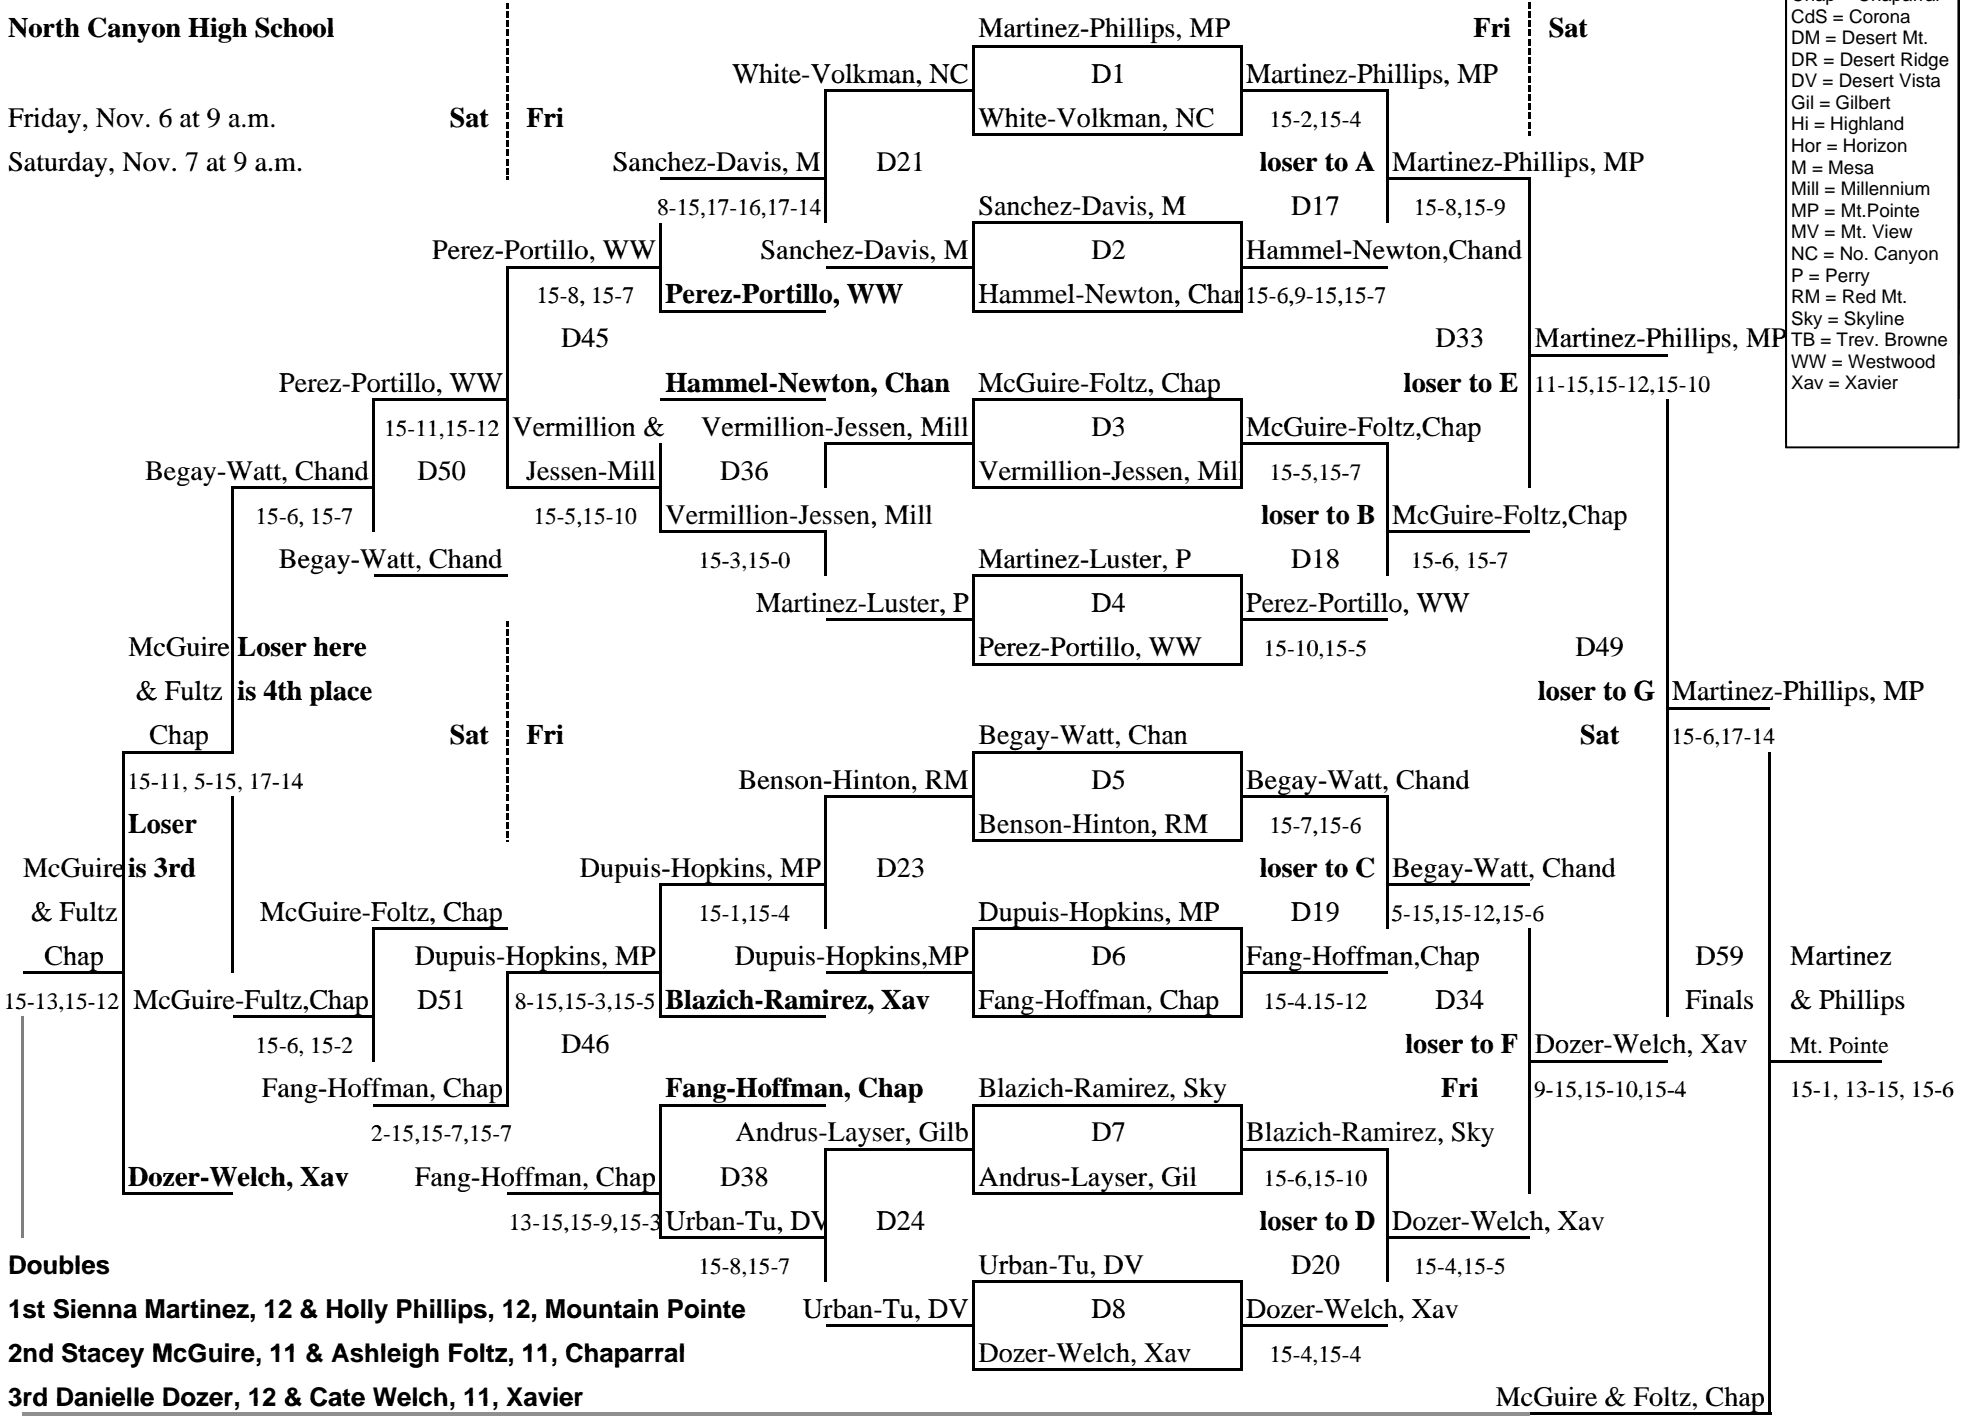 North Canyon High School
Friday, Nov. 6 at 9 a.m.
Saturday, Nov. 7 at 9 a.m.
Sat Fri
Fri Sat
CdS = Corona
DM = Desert Mt.
DR = Desert Ridge
DV = Desert Vista
Gil = Gilbert
Hi = Highland
Hor = Horizon
M = Mesa
Mill = Millennium
MP = Mt.Pointe
MV = Mt. View
NC = No. Canyon
P = Perry
RM = Red Mt.
Sky = Skyline
TB = Trev. Browne
WW = Westwood
Xav = Xavier
Martinez-Phillips, MP
White-Volkman, NC D1 Martinez-Phillips, MP
White-Volkman, NC 15-2,15-4
Sanchez-Davis, M D21 loser to A Martinez-Phillips, MP
8-15,17-16,17-14 Sanchez-Davis, M D17 15-8,15-9
Perez-Portillo, WW Sanchez-Davis, M D2 Hammel-Newton,Chand
15-8, 15-7 Perez-Portillo, WW Hammel-Newton, Char 15-6,9-15,15-7
D45 D33 Martinez-Phillips, MP
Perez-Portillo, WW Hammel-Newton, Chan McGuire-Foltz, Chap loser to E 11-15,15-12,15-10
15-11,15-12 Vermillion & Vermillion-Jessen, Mill D3 McGuire-Foltz,Chap
Begay-Watt, Chand D50 Jessen-Mill D36 Vermillion-Jessen, Mill 15-5,15-7
15-6, 15-7 15-5,15-10 Vermillion-Jessen, Mill loser to B McGuire-Foltz,Chap
Begay-Watt, Chand 15-3,15-0 Martinez-Luster, P D18 15-6, 15-7
Martinez-Luster, P D4 Perez-Portillo, WW
McGuire Loser here Perez-Portillo, WW 15-10,15-5 D49
& Fultz is 4th place loser to G Martinez-Phillips, MP
Chap Sat Fri Begay-Watt, Chan Sat 15-6,17-14
15-11, 5-15, 17-14 Benson-Hinton, RM D5 Begay-Watt, Chand
Loser Benson-Hinton, RM 15-7,15-6
McGuire is 3rd Dupuis-Hopkins, MP D23 loser to C Begay-Watt, Chand
& Fultz McGuire-Foltz, Chap 15-1,15-4 Dupuis-Hopkins, MP D19 5-15,15-12,15-6
Chap Dupuis-Hopkins, MP Dupuis-Hopkins,MP D6 Fang-Hoffman,Chap D59 Martinez
15-13,15-12 McGuire-Fultz,Chap D51 8-15,15-3,15-5 Blazich-Ramirez, Xav Fang-Hoffman, Chap 15-4.15-12 D34 Finals & Phillips
15-6, 15-2 D46 loser to F Dozer-Welch, Xav Mt. Pointe
Fang-Hoffman, Chap Fang-Hoffman, Chap Blazich-Ramirez, Sky Fri 9-15,15-10,15-4 15-1, 13-15, 15-6
2-15,15-7,15-7 Andrus-Layser, Gilb D7 Blazich-Ramirez, Sky
Dozer-Welch, Xav Fang-Hoffman, Chap D38 Andrus-Layser, Gil 15-6,15-10
13-15,15-9,15-3 Urban-Tu, DV D24 loser to D Dozer-Welch, Xav
Doubles 15-8,15-7 Urban-Tu, DV D20 15-4,15-5
1st Sienna Martinez, 12 & Holly Phillips, 12, Mountain Pointe Urban-Tu, DV D8 Dozer-Welch, Xav
2nd Stacey McGuire, 11 & Ashleigh Foltz, 11, Chaparral Dozer-Welch, Xav 15-4,15-4
3rd Danielle Dozer, 12 & Cate Welch, 11, Xavier McGuire & Foltz, Chap